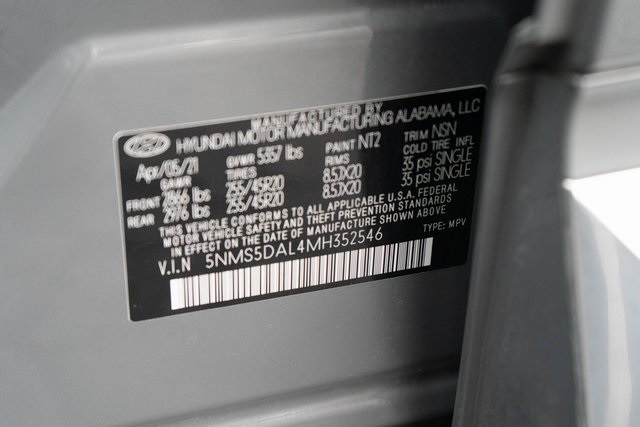 MANUFACTURED BY
HYUNDAI MOTOR MANUFACTURING ALABAMA, LLC
Apr/05/21 GVWR 5357 lbs PAINT NT2 TRIM NSN
GAWR TIRES RIMS COLD TIRE INFL
FRONT 2866 lbs 255/45R20 8.5JX20 35 psi SINGLE
REAR 2976 lbs 255/45R20 8.5JX20 35 psi SINGLE
THIS VEHICLE CONFORMS TO ALL APPLICABLE U.S.A. FEDERAL
MOTOR VEHICLE SAFETY AND THEFT PREVENTION STANDARDS
IN EFFECT ON THE DATE OF MANUFACTURE SHOWN ABOVE
V.I.N 5NMS5DAL4MH352546 TYPE: MPV